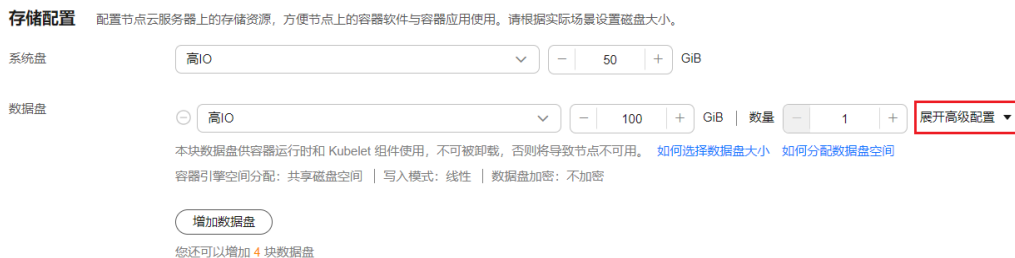 存储配置 配置节点云服务器上的存储资源，方便节点上的容器软件与容器应用使用。请根据实际场景设置磁盘大小。
系统盘 高IO － 50 + GiB
数据盘 高IO － 100 + GiB | 数量 － 1 + 展开高级配置
本块数据盘供容器运行时和 Kubelet 组件使用，不可被卸载，否则将导致节点不可用。 如何选择数据盘大小 如何分配数据盘空间
容器引擎空间分配：共享磁盘空间 | 写入模式：线性 | 数据盘加密：不加密
增加数据盘
您还可以增加 4 块数据盘